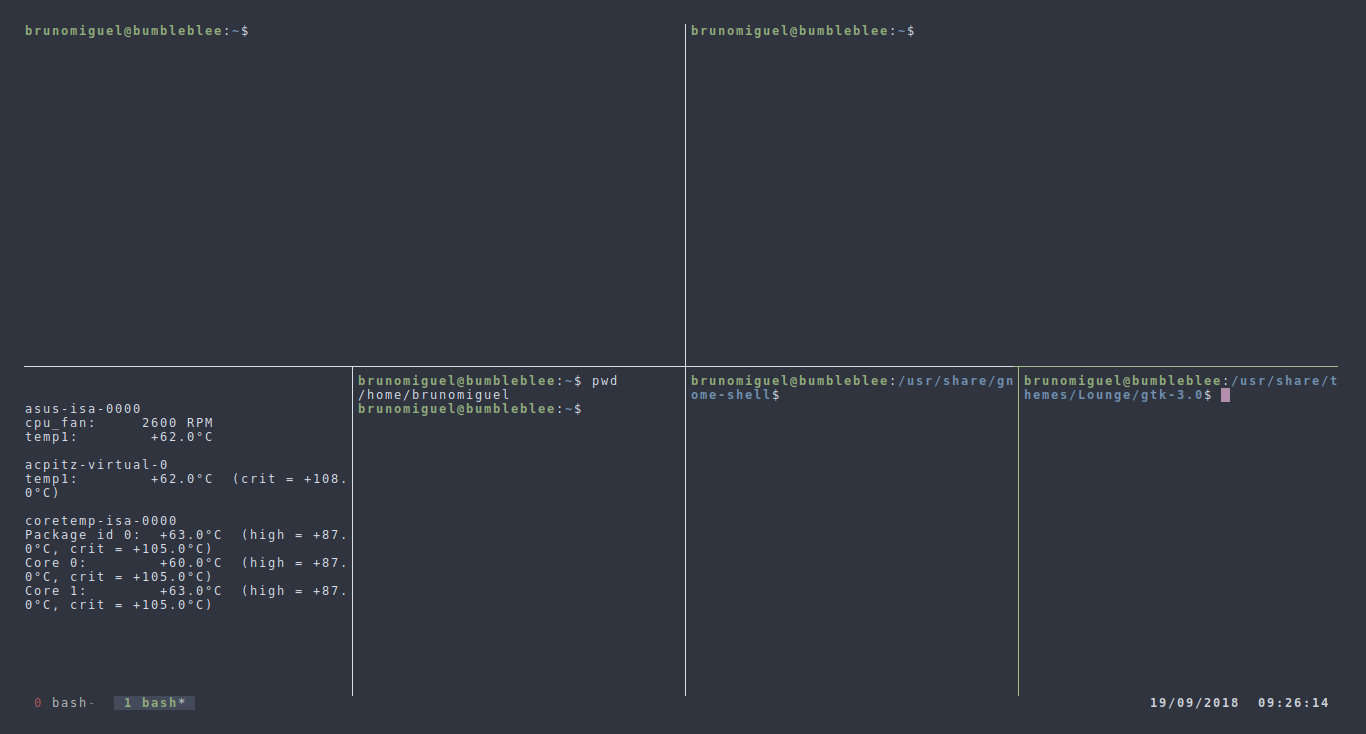 brunomiguel@bumbleblee:~$
brunomiguel@bumbleblee:~$
asus-isa-0000
cpu_fan:     2600 RPM
temp1:        +62.0°C
acpitz-virtual-0
temp1:        +62.0°C  (crit = +108.
0°C)
coretemp-isa-0000
Package id 0:  +63.0°C  (high = +87.
0°C, crit = +105.0°C)
Core 0:        +60.0°C  (high = +87.
0°C, crit = +105.0°C)
Core 1:        +63.0°C  (high = +87.
0°C, crit = +105.0°C)
brunomiguel@bumbleblee:~$ pwd
/home/brunomiguel
brunomiguel@bumbleblee:~$
brunomiguel@bumbleblee:/usr/share/gn
ome-shell$
brunomiguel@bumbleblee:/usr/share/t
hemes/Lounge/gtk-3.0$
0 bash-  1 bash*
19/09/2018  09:26:14